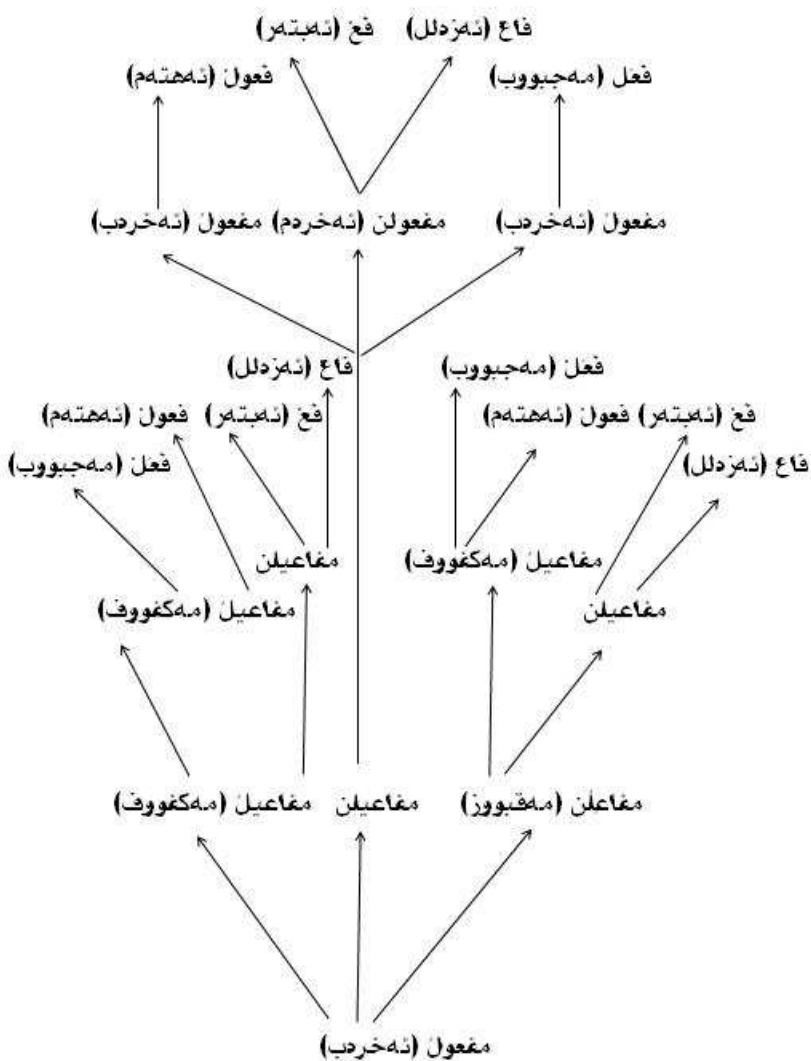 فاع (ئەزەلل) فع (ئەبتەر)
فعل (مەجبووب) فعول (ئەهتەم)
مفعول (ئەخرەب) مفعولن (ئەخرەم) مفعول (ئەخرەب)
فعل (مەجبووب) فاع (ئەزەلل)
فع (ئەبتەر) فعول (ئەهتەم) فع (ئەبتەر) فعول (ئەهتەم)
فاع (ئەزەلل) فعل (مەجبووب)
مفاعیل (مەکفووف) مفاعیلن
مفاعیلن مفاعیل (مەکفووف)
مفاعلن (مەقبووز) مفاعیلن مفاعیل (مەکفووف)
مفعول (ئەخرەب)